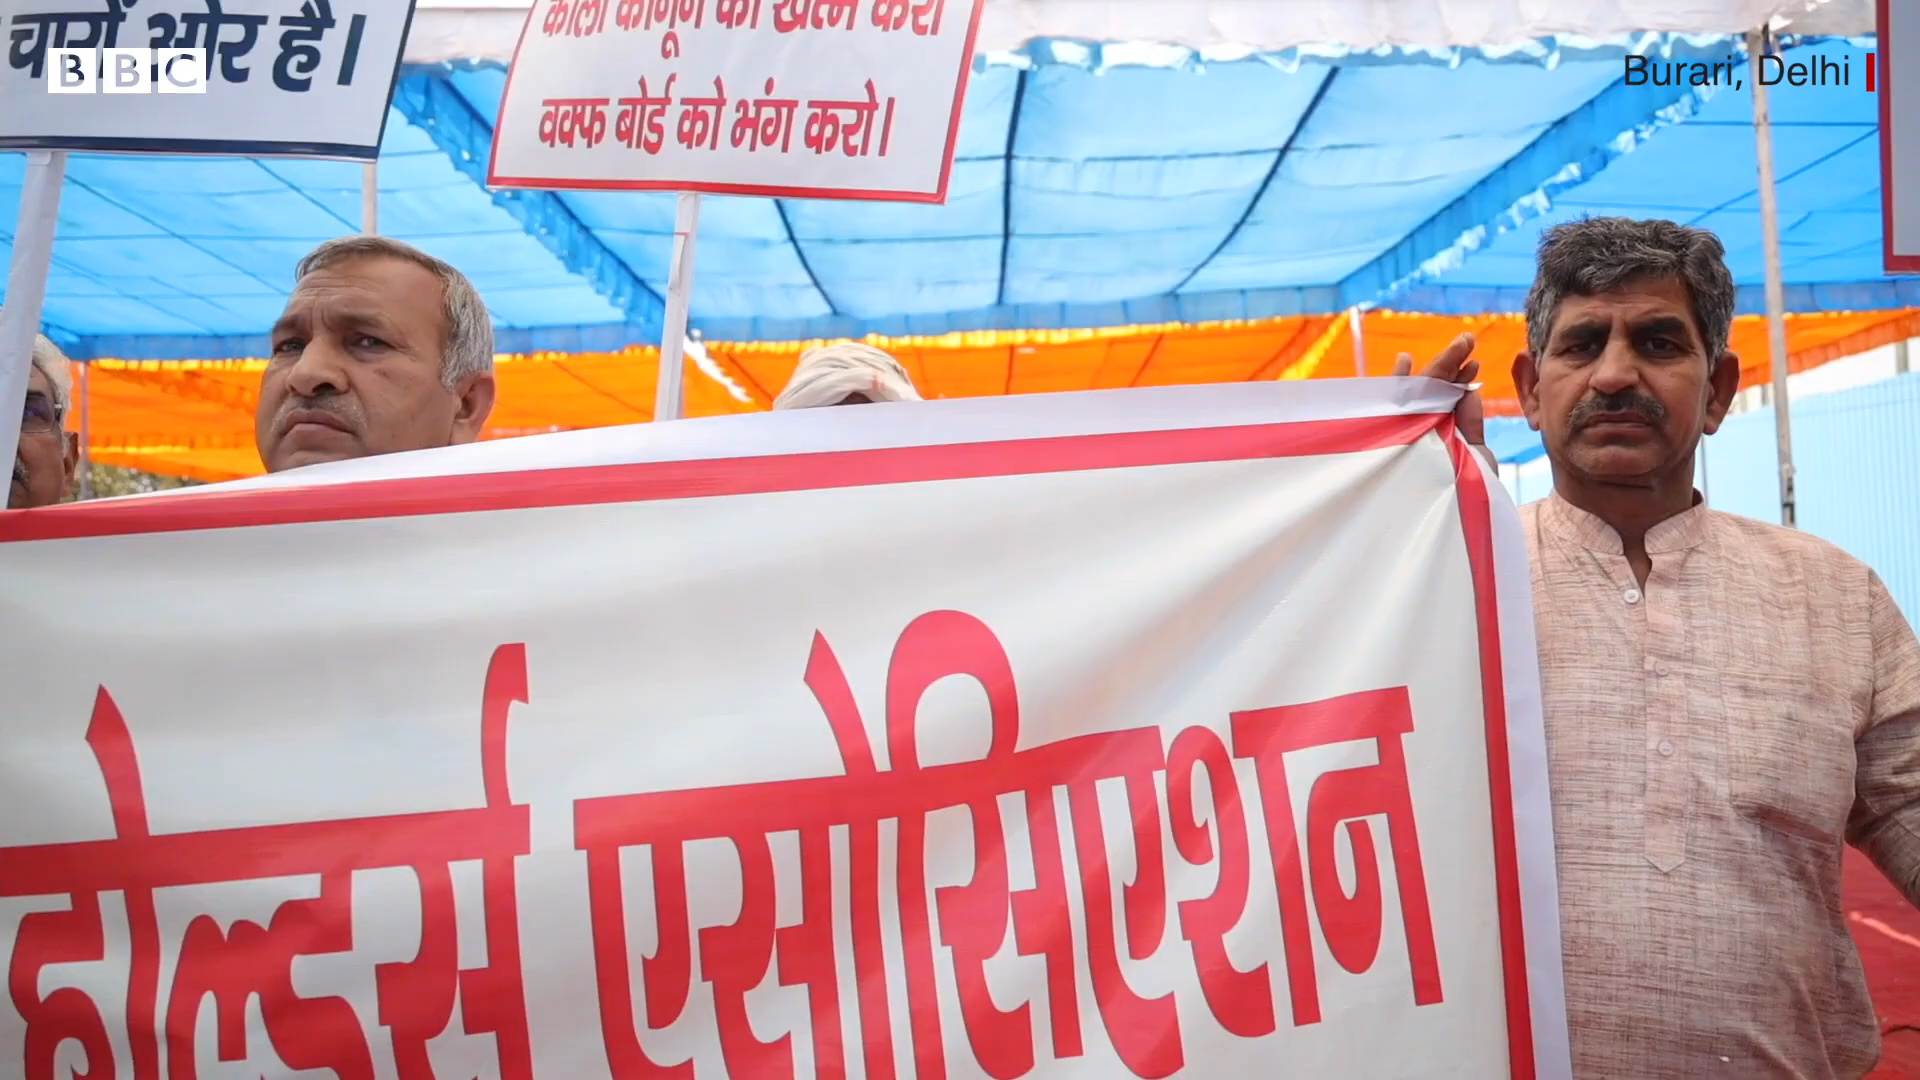 चारों ओर है।
BBC
काला कानून को खत्म करो
वक्फ बोर्ड को भंग करो।
Burari, Delhi
होल्डर्स एसोसिएशन